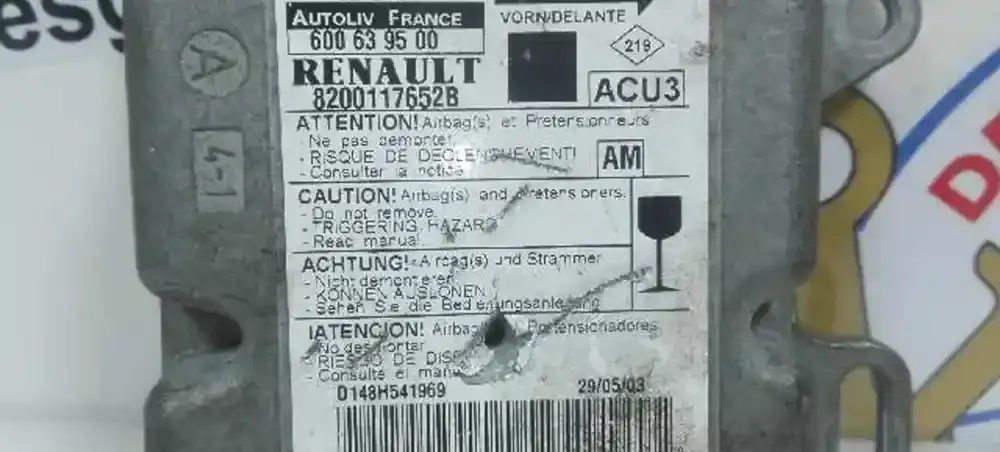 AUTOLIV FRANCE
VORN/DELANTE
600 63 95 00
219
RENAULT
ACU3
8200117652B
ATTENTION! Airbag(s) et Pretensionneurs
- Ne pas demonter
- RISQUE DE DECLENCHEMENT!
- Consulter la notice
AM
CAUTION! Airbag(s) and pretensioners.
- Do not remove
- TRIGGERING HAZARD
- Read manual
ACHTUNG! Airbag(s) und Strammer
- Nicht demontieren
- KONNEN AUSLONEN
- Sehen Sie die Bedienungsanleitung
!ATENCION! Airbag Pretensionadores
- No desmontar
- RIESGO DE
- Consulte el
D148H541969
29/05/03
A
4-1